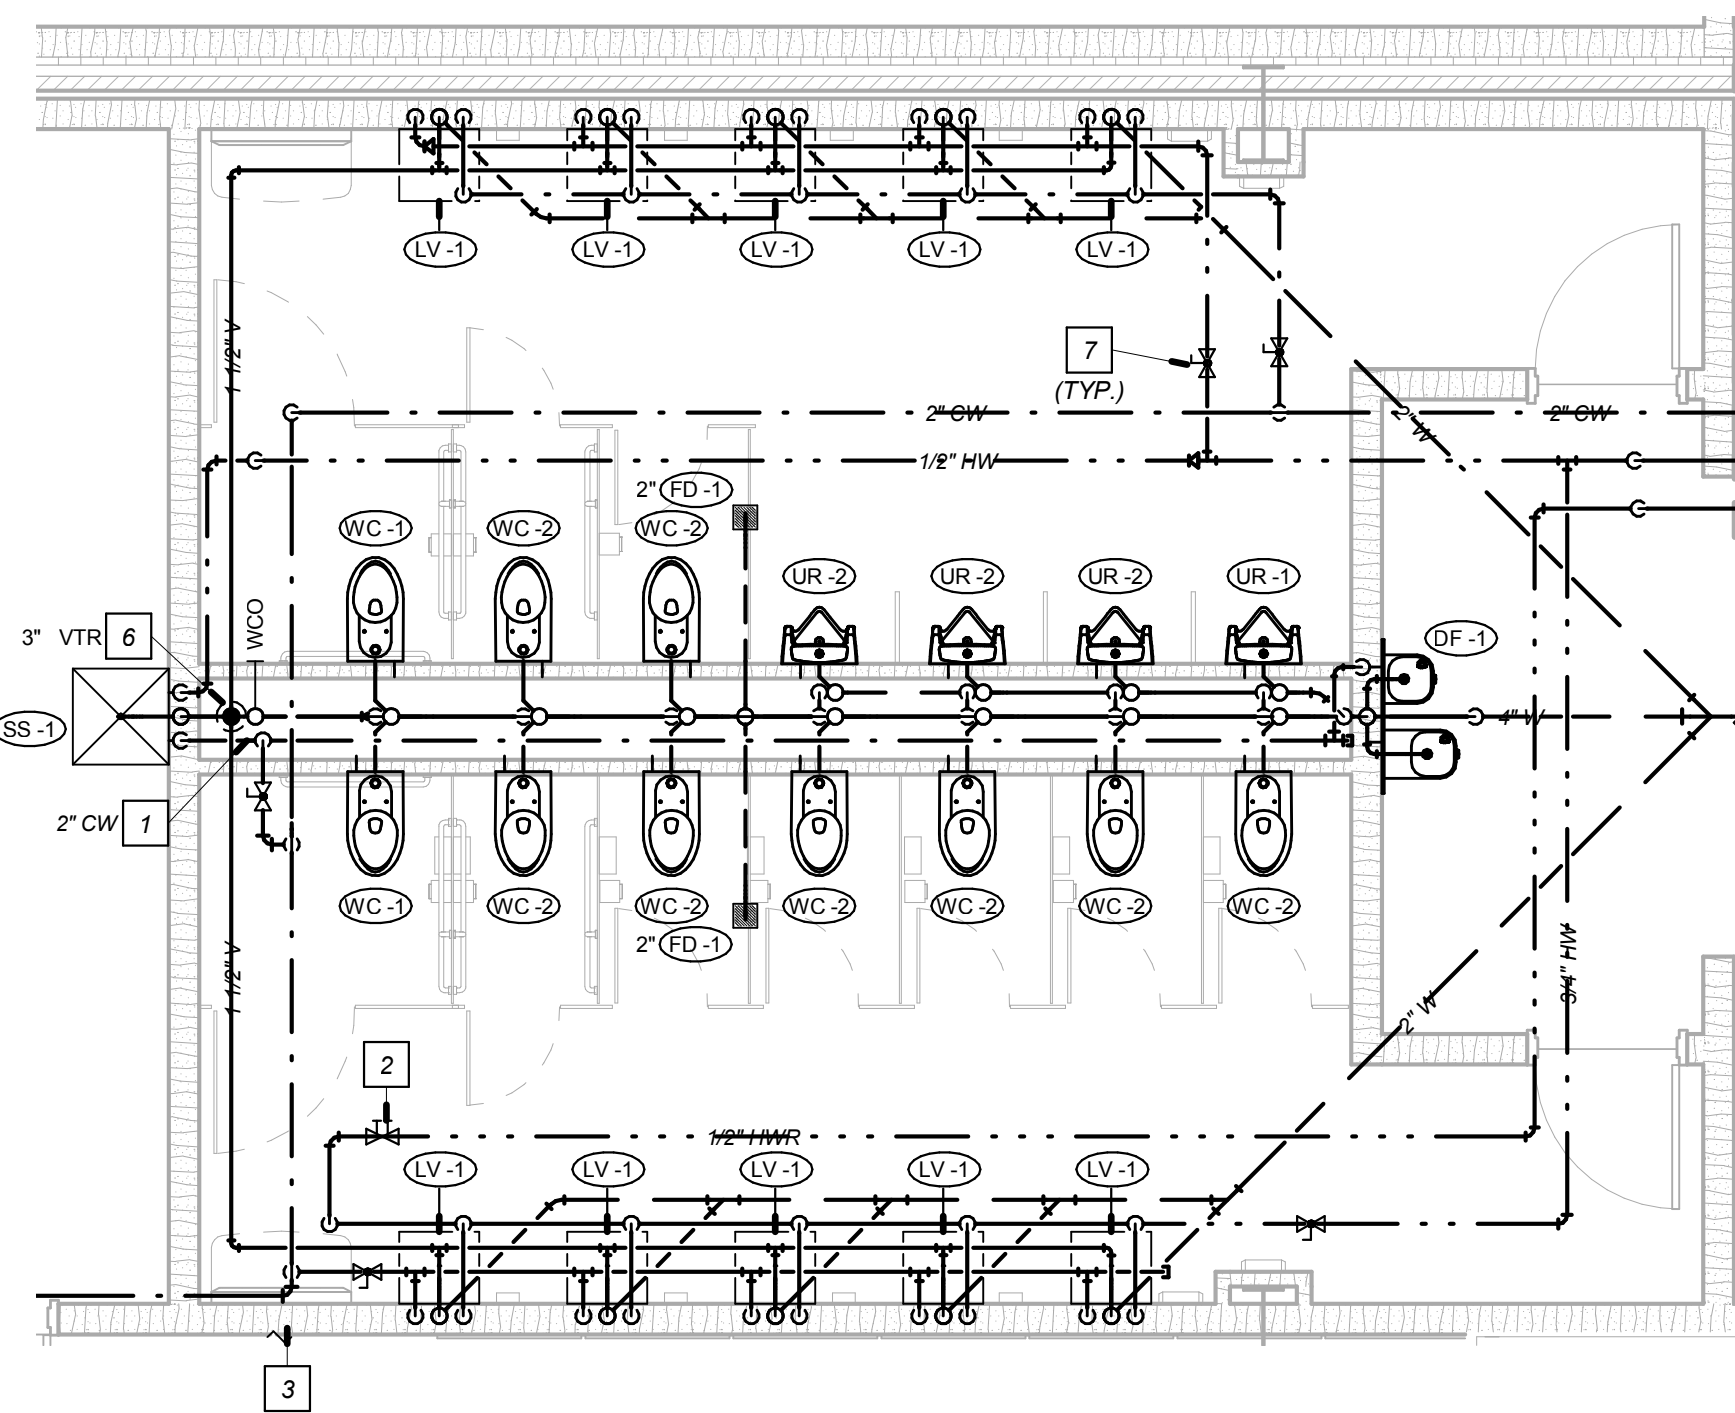 LV -1 LV -1 LV -1 LV -1 LV -1
1 1/2" V
7
(TYP.)
2" CW 2" CW
2" W
1/2" HW
2" FD -1
WC -1 WC -2 WC -2
UR -2 UR -2 UR -2 UR -1
WCO
3" VTR 6
DF -1
SS -1
4" W
2" CW 1
WC -1 WC -2 WC -2 WC -2 WC -2 WC -2 WC -2
2" FD -1
1 1/2" V
3/4" HW
2" W
2
1/2" HWR
LV -1 LV -1 LV -1 LV -1 LV -1
3